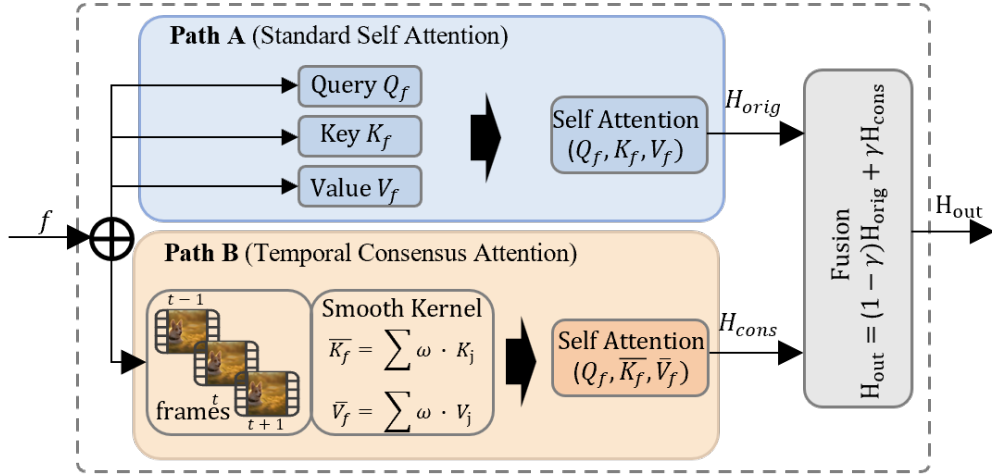 Path A (Standard Self Attention)
Query Q_f
Key K_f
Value V_f
Self Attention
(Q_f, K_f, V_f)
H_orig
f
Path B (Temporal Consensus Attention)
t − 1
t
t + 1
frames
Smooth Kernel
K̅_f = ∑ ω · K_j
V̅_f = ∑ ω · V_j
Self Attention
(Q_f, K̅_f, V̅_f)
H_cons
Fusion
H_out = (1 − γ)H_orig + γH_cons
H_out